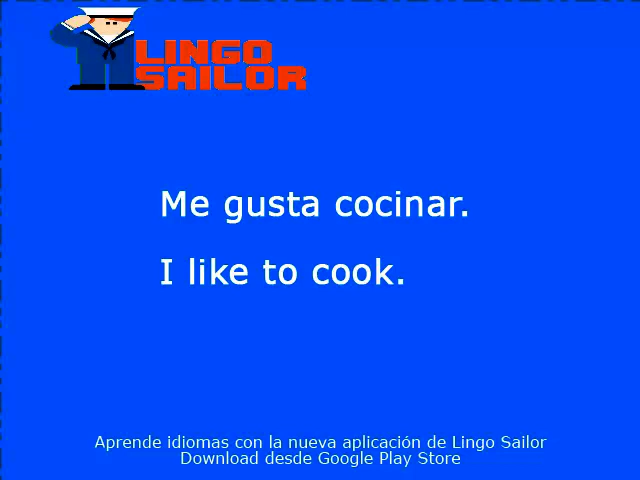 LINGO
SAILOR
Me gusta cocinar.
I like to cook.
Aprende idiomas con la nueva aplicación de Lingo Sailor
Download desde Google Play Store